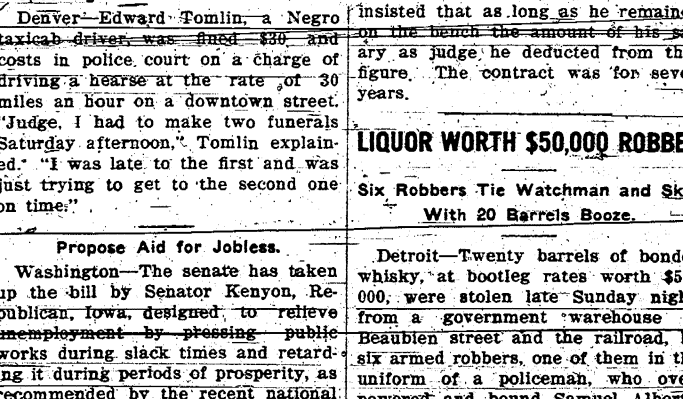 Denver—Edward Tomlin, a Negro
taxicab driver, was fined $30 and
costs in police court on a charge of
driving a hearse at the rate of 30
miles an hour on a downtown street.
"Judge, I had to make two funerals
Saturday afternoon," Tomlin explain-
ed. "I was late to the first and was
just trying to get to the second one
on time."
Propose Aid for Jobless.
Washington—The senate has taken
up the bill by Senator Kenyon, Re-
publican, Iowa, designed to relieve
unemployment by pressing public
works during slack times and retard-
ing it during periods of prosperity, as
recommended by the recent national
insisted that as long as he remain
on the bench the amount of his
ary as judge he deducted from
figure. The contract was for
years.
LIQUOR WORTH $50,000 ROBBE
Six Robbers Tie Watchman and
With 20 Barrels Booze.
Detroit—Twenty barrels of bond
whisky, at bootleg rates worth $5
000, were stolen late Sunday nig
from a government warehouse
Beaubien street and the railroad,
six armed robbers, one of them in
uniform of a policeman, who
powered and bound Samuel